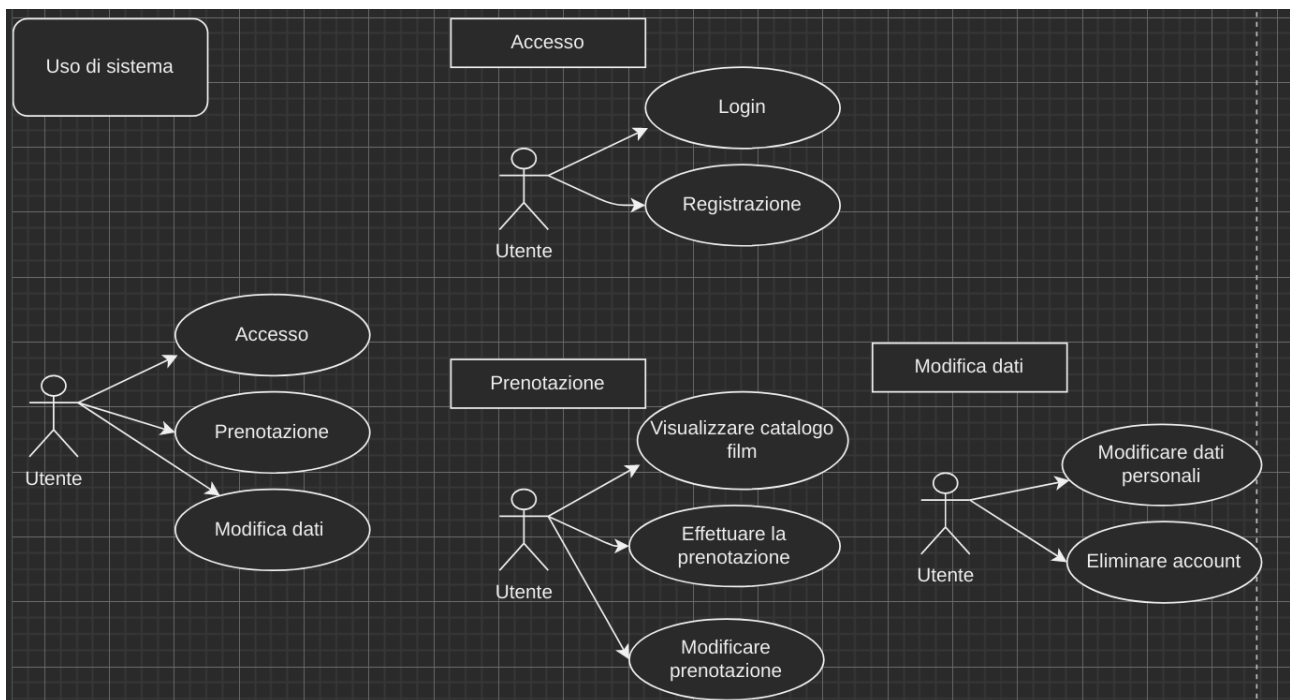 Uso di sistema
Accesso
Login
Registrazione
Utente
Accesso
Prenotazione
Modifica dati
Utente
Prenotazione
Visualizzare catalogo
film
Effettuare la
prenotazione
Modificare
prenotazione
Utente
Modifica dati
Modificare dati
personali
Eliminare account
Utente